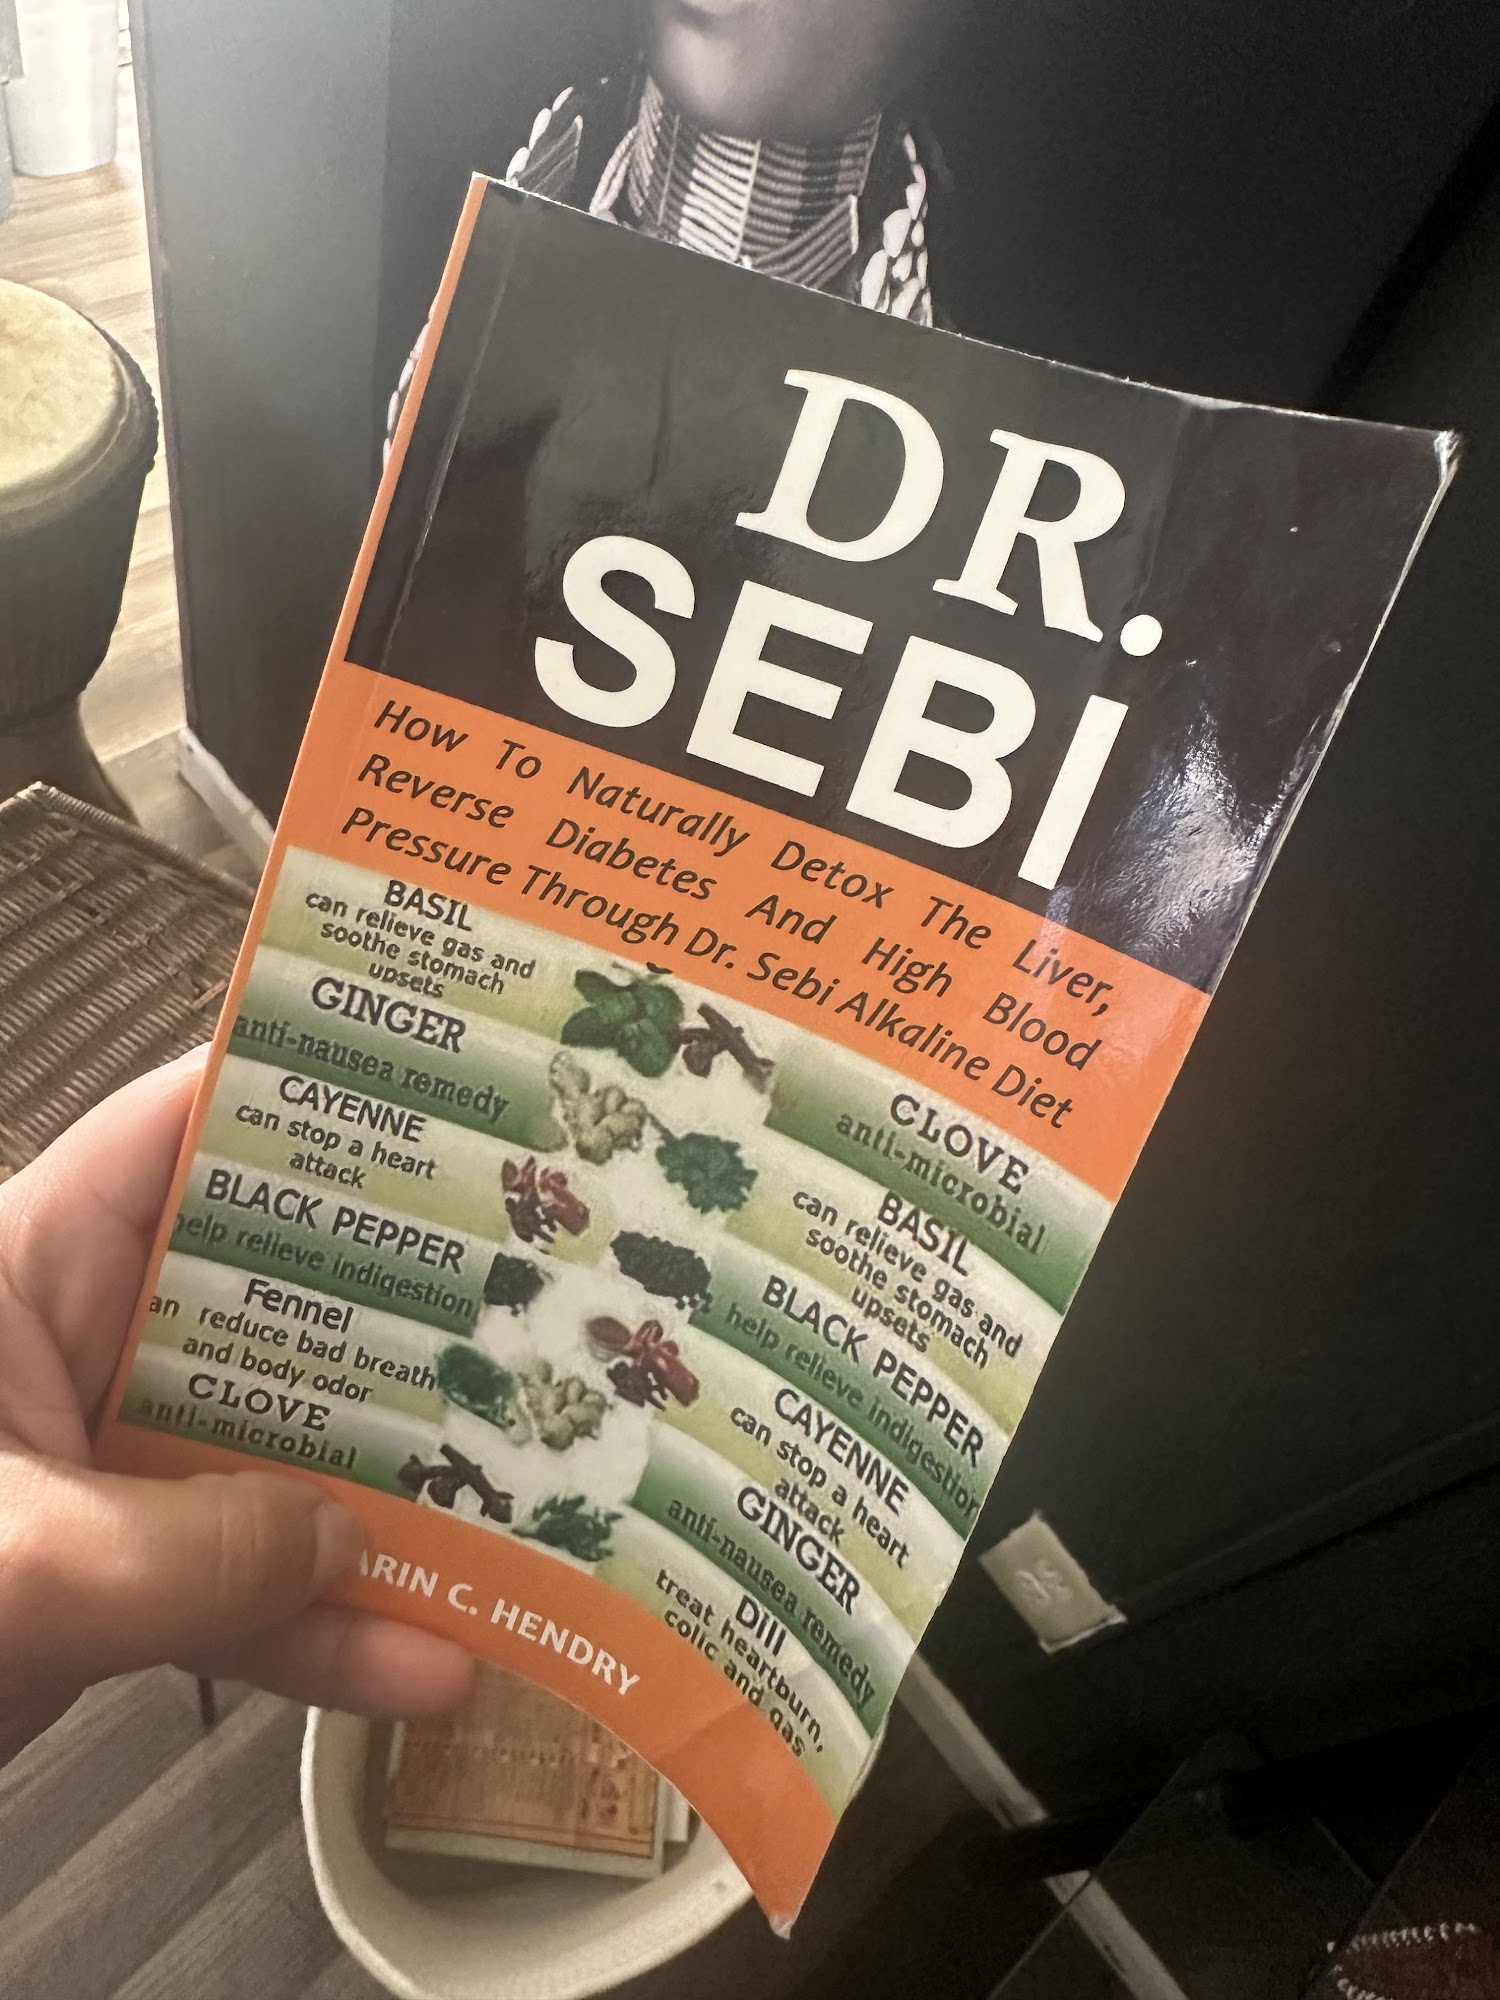 DR.
SEBI
How To Naturally Detox The Liver,
Reverse Diabetes And High Blood
Pressure Through Dr. Sebi Alkaline Diet
BASIL
can relieve gas and
soothe stomach
upsets
GINGER
anti-nausea remedy
CAYENNE
can stop a heart
attack
BLACK PEPPER
help relieve indigestion
Fennel
an reduce bad breath
and body odor
CLOVE
anti-microbial
CLOVE
anti-microbial
BASIL
can relieve gas and
soothe stomach
upsets
BLACK PEPPER
help relieve indigestion
CAYENNE
can stop a heart
attack
GINGER
anti-nausea remedy
Dill
treat heartburn,
colic and gas
ARIN C. HENDRY